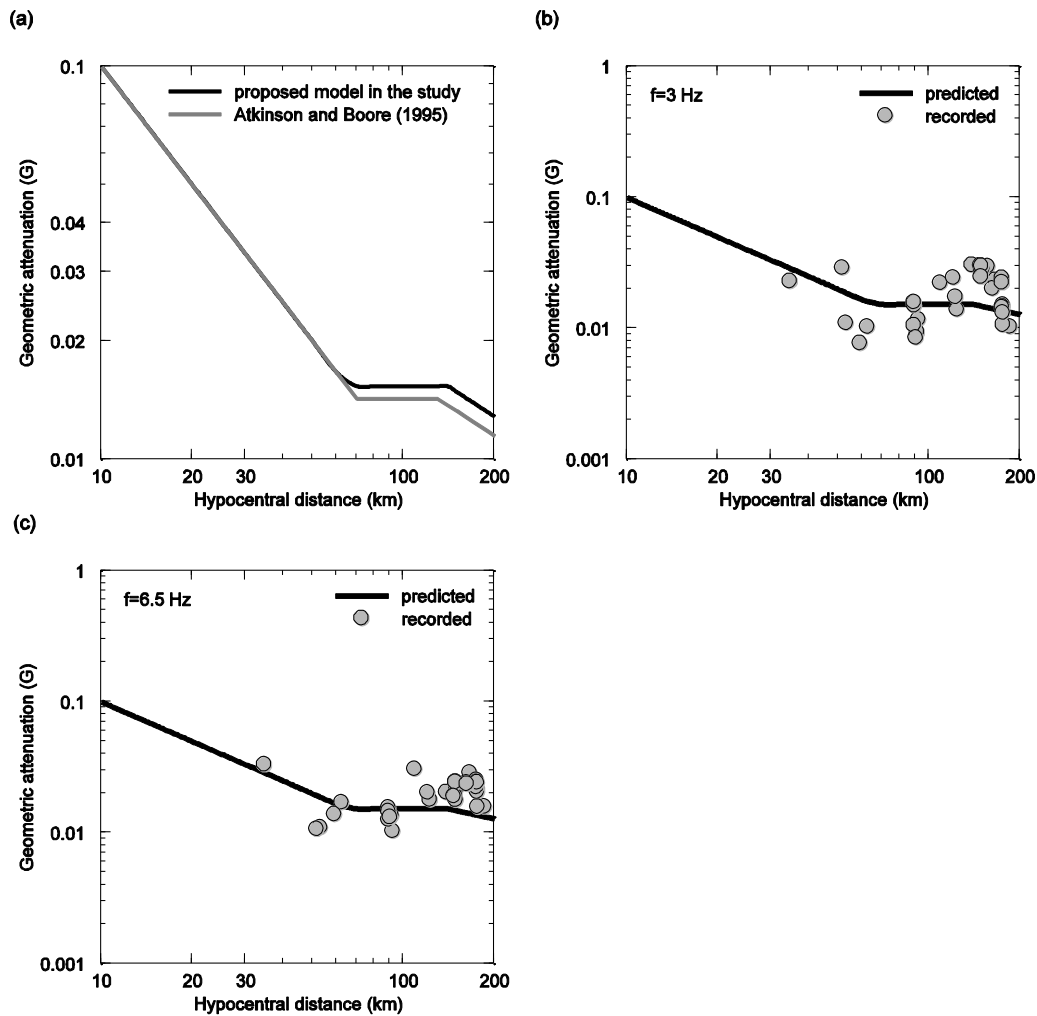 (a)
0.1
0.04
0.03
0.02
0.01
Geometric attenuation (G)
proposed model in the study
Atkinson and Boore (1995)
10
20
30
100
200
Hypocentral distance (km)
(b)
1
0.1
0.01
0.001
Geometric attenuation (G)
f=3 Hz
predicted
recorded
10
20
30
100
200
Hypocentral distance (km)
(c)
1
0.1
0.01
0.001
Geometric attenuation (G)
f=6.5 Hz
predicted
recorded
10
20
30
100
200
Hypocentral distance (km)